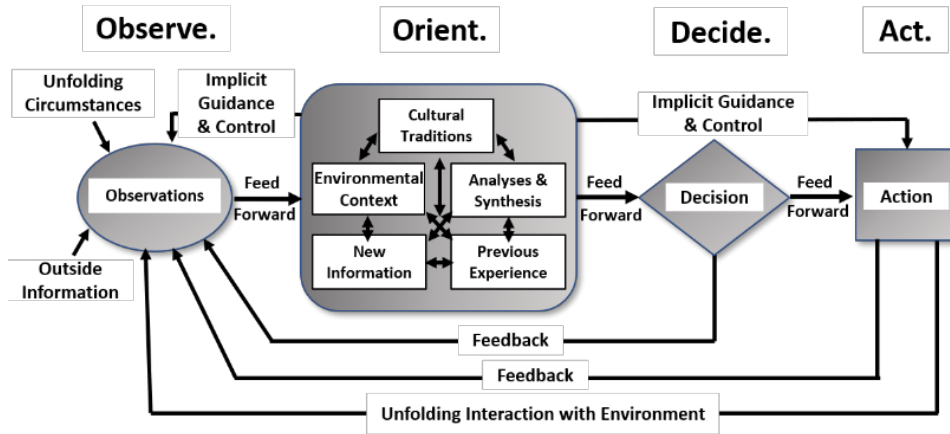 Observe.
Orient.
Decide.
Act.
Unfolding
Circumstances
Implicit
Guidance
& Control
Cultural
Traditions
Implicit Guidance
& Control
Observations
Feed
Forward
Environmental
Context
Analyses &
Synthesis
Feed
Forward
Decision
Feed
Forward
Action
New
Information
Previous
Experience
Outside
Information
Feedback
Feedback
Unfolding Interaction with Environment